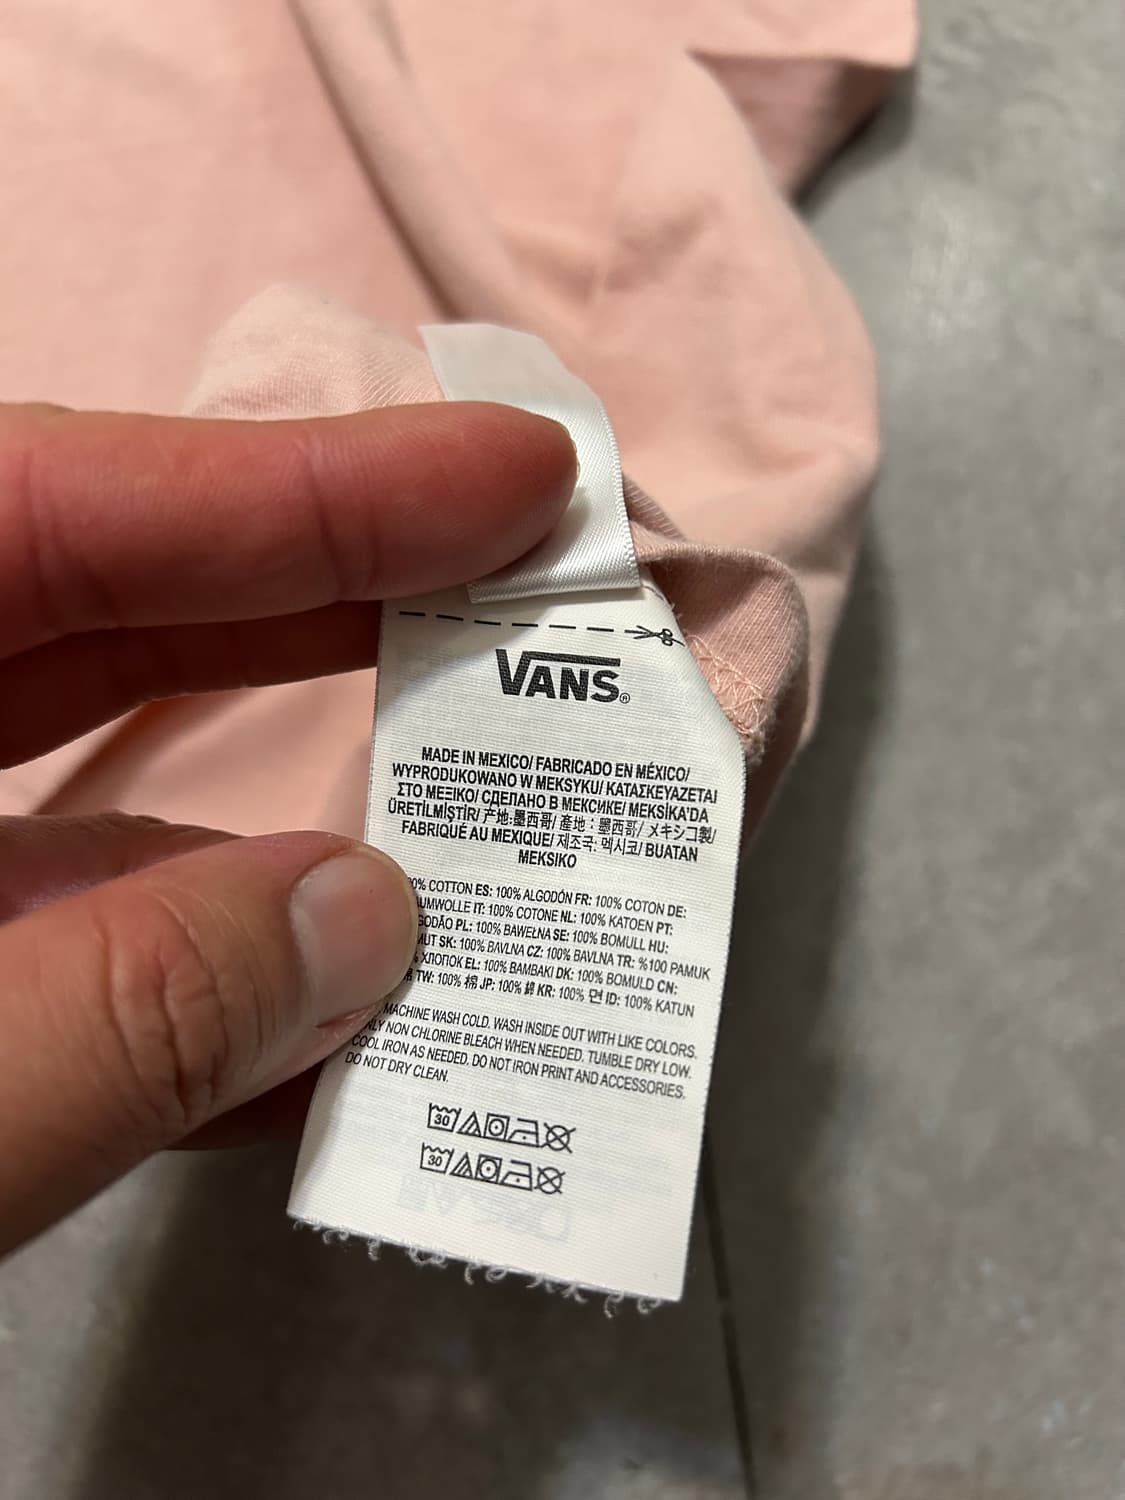 VANS®
MADE IN MEXICO/ FABRICADO EN MÉXICO/
WYPRODUKOWANO W MEKSYKU/ ΚΑΤΑΣΚΕΥΑΖΕΤΑΙ
ΣΤΟ ΜΕΞΙΚΟ/ СДЕЛАНО В МЕКСИКЕ/ MEKSİKA'DA
ÜRETİLMİŞTİR/ 产地:墨西哥/ 產地:墨西哥/ メキシコ製/
FABRIQUÉ AU MEXIQUE/ 제조국: 멕시코/ BUATAN
MEKSIKO
COTTON ES: 100% ALGODÓN FR: 100% COTON DE:
IT: 100% COTONE NL: 100% KATOEN PT:
PL: 100% BAWEŁNA SE: 100% BOMULL HU:
SK: 100% BAVLNA CZ: 100% BAVLNA TR: %100 PAMUK
ХЛОПОК EL: 100% ΒΑΜΒΑΚΙ DK: 100% BOMULD CN:
棉 TW: 100% 棉 JP: 100% 綿 KR: 100% 면 ID: 100% KATUN
MACHINE WASH COLD. WASH INSIDE OUT WITH LIKE COLORS.
NON CHLORINE BLEACH WHEN NEEDED. TUMBLE DRY LOW.
COOL IRON AS NEEDED. DO NOT IRON PRINT AND ACCESSORIES.
DO NOT DRY CLEAN.
30
30